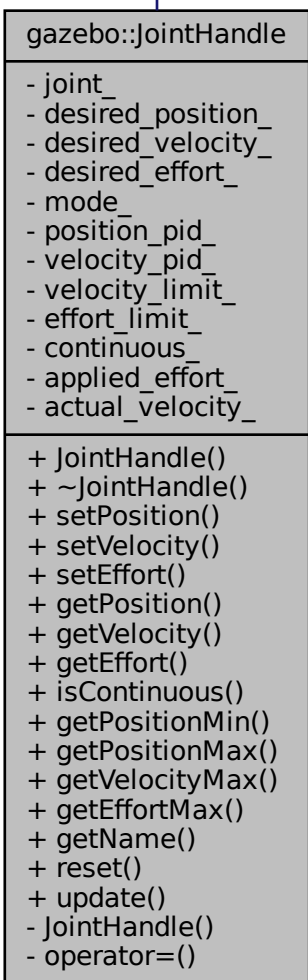 gazebo::JointHandle
- joint_
- desired_position_
- desired_velocity_
- desired_effort_
- mode_
- position_pid_
- velocity_pid_
- velocity_limit_
- effort_limit_
- continuous_
- applied_effort_
- actual_velocity_
+ JointHandle()
+ ~JointHandle()
+ setPosition()
+ setVelocity()
+ setEffort()
+ getPosition()
+ getVelocity()
+ getEffort()
+ isContinuous()
+ getPositionMin()
+ getPositionMax()
+ getVelocityMax()
+ getEffortMax()
+ getName()
+ reset()
+ update()
- JointHandle()
- operator=()